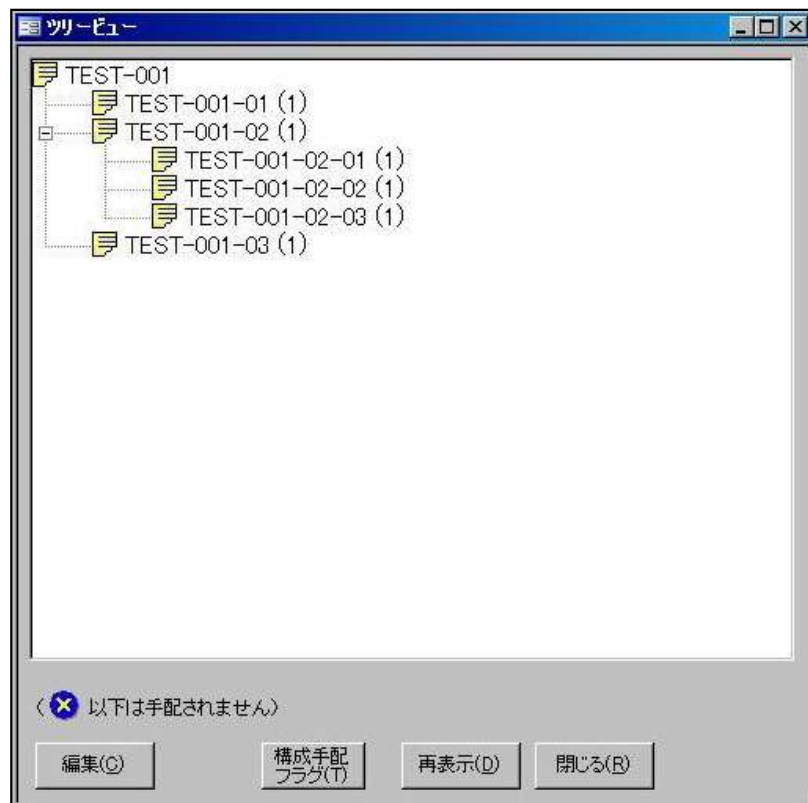 ツリービュー
TEST-001
TEST-001-01 (1)
TEST-001-02 (1)
TEST-001-02-01 (1)
TEST-001-02-02 (1)
TEST-001-02-03 (1)
TEST-001-03 (1)
( 以下は手配されません)
編集(C)
構成手配
フラグ(T)
再表示(D)
閉じる(R)